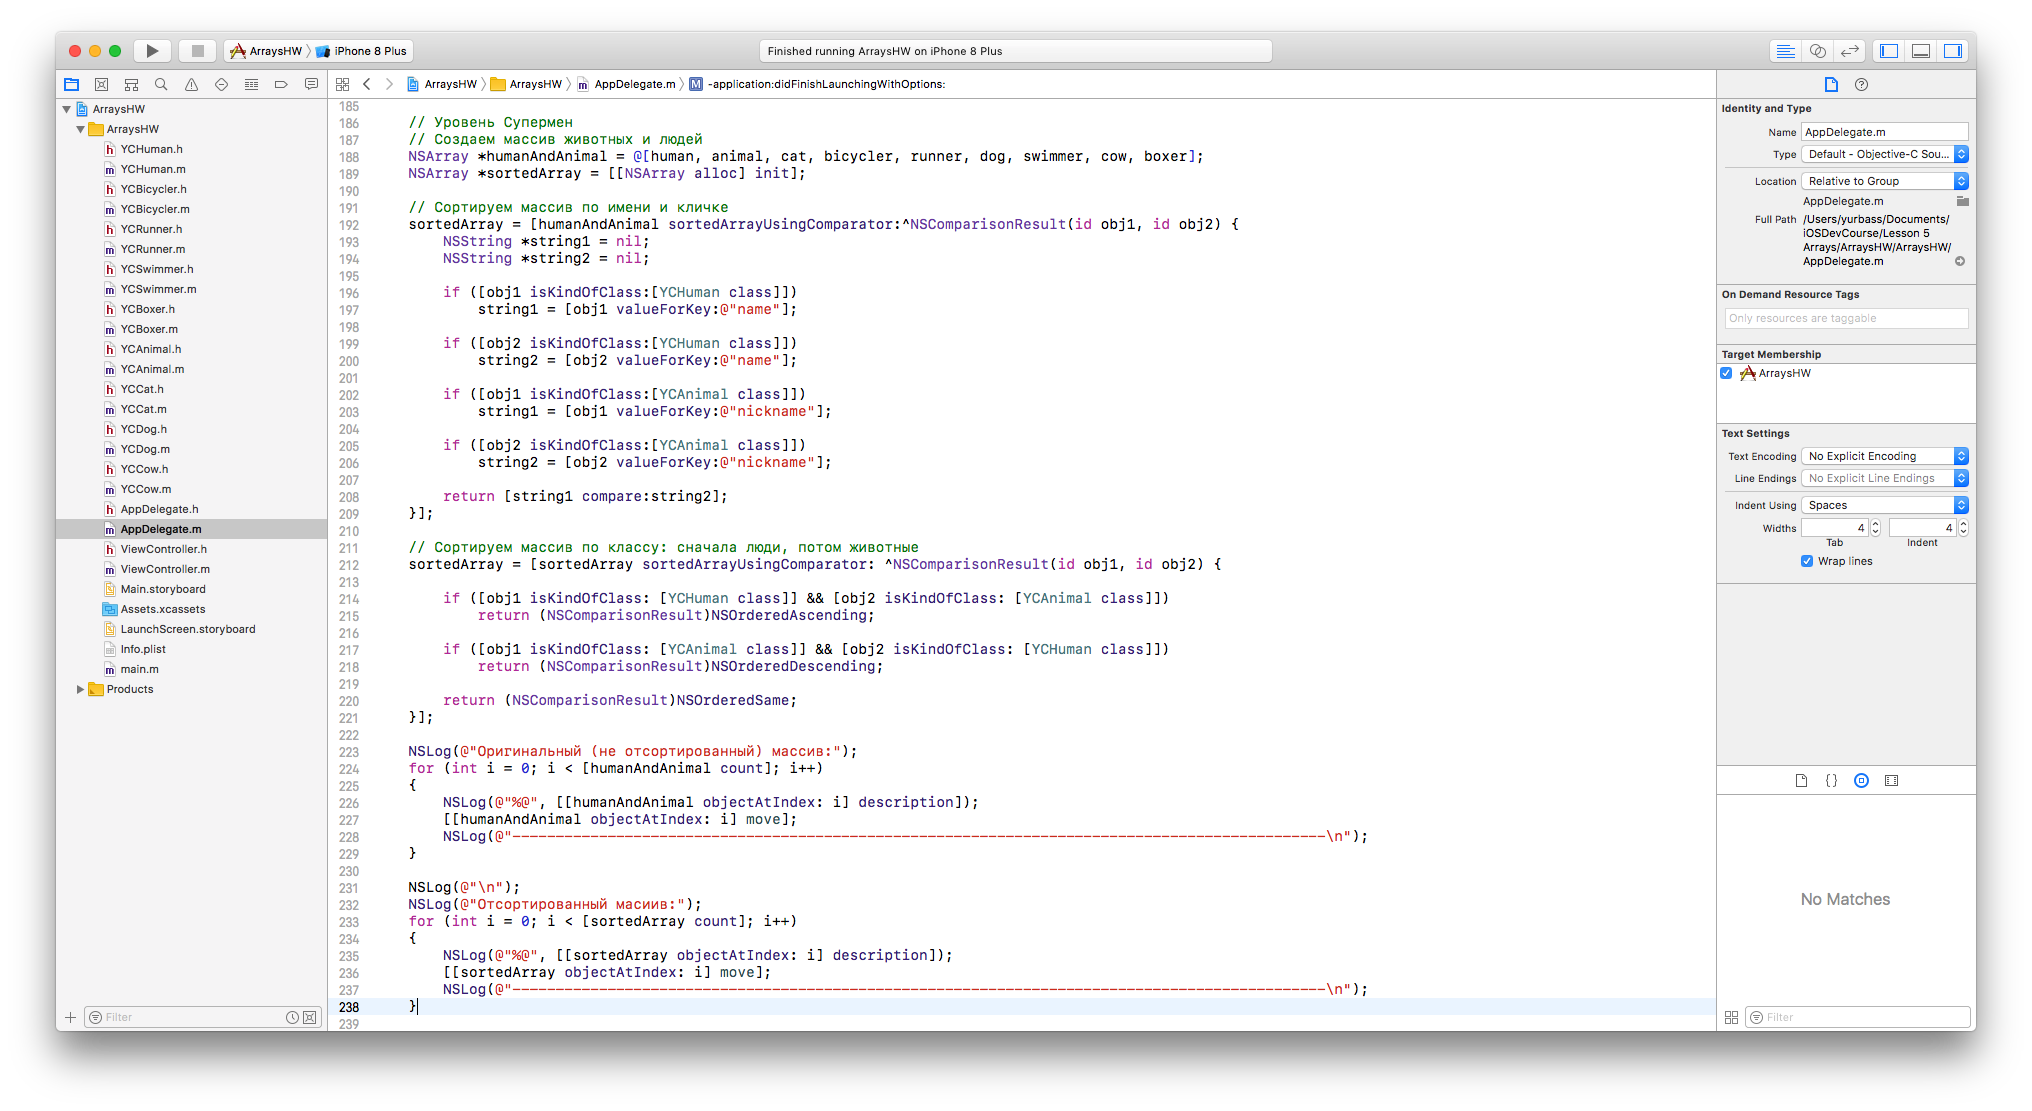 ArraysHW iPhone 8 Plus
Finished running ArraysHW on iPhone 8 Plus
ArraysHW
ArraysHW
YCHuman.h
YCHuman.m
YCBicycler.h
YCBicycler.m
YCRunner.h
YCRunner.m
YCSwimmer.h
YCSwimmer.m
YCBoxer.h
YCBoxer.m
YCAnimal.h
YCAnimal.m
YCCat.h
YCCat.m
YCDog.h
YCDog.m
YCCow.h
YCCow.m
AppDelegate.h
AppDelegate.m
ViewController.h
ViewController.m
Main.storyboard
Assets.xcassets
LaunchScreen.storyboard
Info.plist
main.m
Products
Filter
ArraysHW ArraysHW AppDelegate.m M -application:didFinishLaunchingWithOptions:
185
186 // Уровень Супермен
187 // Создаем массив животных и людей
188 NSArray *humanAndAnimal = @[human, animal, cat, bicycler, runner, dog, swimmer, cow, boxer];
189 NSArray *sortedArray = [[NSArray alloc] init];
190
191 // Сортируем массив по имени и кличке
192 sortedArray = [humanAndAnimal sortedArrayUsingComparator:^NSComparisonResult(id obj1, id obj2) {
193 NSString *string1 = nil;
194 NSString *string2 = nil;
195
196 if ([obj1 isKindOfClass:[YCHuman class]])
197 string1 = [obj1 valueForKey:@"name"];
198
199 if ([obj2 isKindOfClass:[YCHuman class]])
200 string2 = [obj2 valueForKey:@"name"];
201
202 if ([obj1 isKindOfClass:[YCAnimal class]])
203 string1 = [obj1 valueForKey:@"nickname"];
204
205 if ([obj2 isKindOfClass:[YCAnimal class]])
206 string2 = [obj2 valueForKey:@"nickname"];
207
208 return [string1 compare:string2];
209 }];
210
211 // Сортируем массив по классу: сначала люди, потом животные
212 sortedArray = [sortedArray sortedArrayUsingComparator: ^NSComparisonResult(id obj1, id obj2) {
213
214 if ([obj1 isKindOfClass: [YCHuman class]] && [obj2 isKindOfClass: [YCAnimal class]])
215 return (NSComparisonResult)NSOrderedAscending;
216
217 if ([obj1 isKindOfClass: [YCAnimal class]] && [obj2 isKindOfClass: [YCHuman class]])
218 return (NSComparisonResult)NSOrderedDescending;
219
220 return (NSComparisonResult)NSOrderedSame;
221 }];
222
223 NSLog(@"Оригинальный (не отсортированный) массив:");
224 for (int i = 0; i < [humanAndAnimal count]; i++)
225 {
226 NSLog(@"%@", [[humanAndAnimal objectAtIndex: i] description]);
227 [[humanAndAnimal objectAtIndex: i] move];
228 NSLog(@"----------------------------------------------------------------------------------------------\n");
229 }
230
231 NSLog(@"\n");
232 NSLog(@"Отсортированный масиив:");
233 for (int i = 0; i < [sortedArray count]; i++)
234 {
235 NSLog(@"%@", [[sortedArray objectAtIndex: i] description]);
236 [[sortedArray objectAtIndex: i] move];
237 NSLog(@"----------------------------------------------------------------------------------------------\n");
238 }
239
Identity and Type
Name AppDelegate.m
Type Default - Objective-C Sou...
Location Relative to Group
AppDelegate.m
Full Path /Users/yurbass/Documents/
iOSDevCourse/Lesson 5
Arrays/ArraysHW/ArraysHW/
AppDelegate.m
On Demand Resource Tags
Only resources are taggable
Target Membership
ArraysHW
Text Settings
Text Encoding No Explicit Encoding
Line Endings No Explicit Line Endings
Indent Using Spaces
Widths 4 4
Tab Indent
Wrap lines
No Matches
Filter